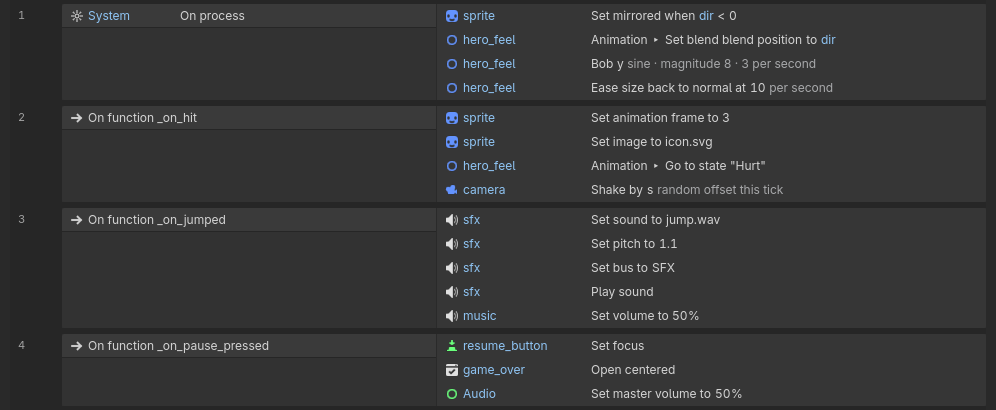 1 System On process sprite Set mirrored when dir < 0
hero_feel Animation ▸ Set blend blend position to dir
hero_feel Bob y sine · magnitude 8 · 3 per second
hero_feel Ease size back to normal at 10 per second
2 On function _on_hit sprite Set animation frame to 3
sprite Set image to icon.svg
hero_feel Animation ▸ Go to state "Hurt"
camera Shake by s random offset this tick
3 On function _on_jumped sfx Set sound to jump.wav
sfx Set pitch to 1.1
sfx Set bus to SFX
sfx Play sound
music Set volume to 50%
4 On function _on_pause_pressed resume_button Set focus
game_over Open centered
Audio Set master volume to 50%